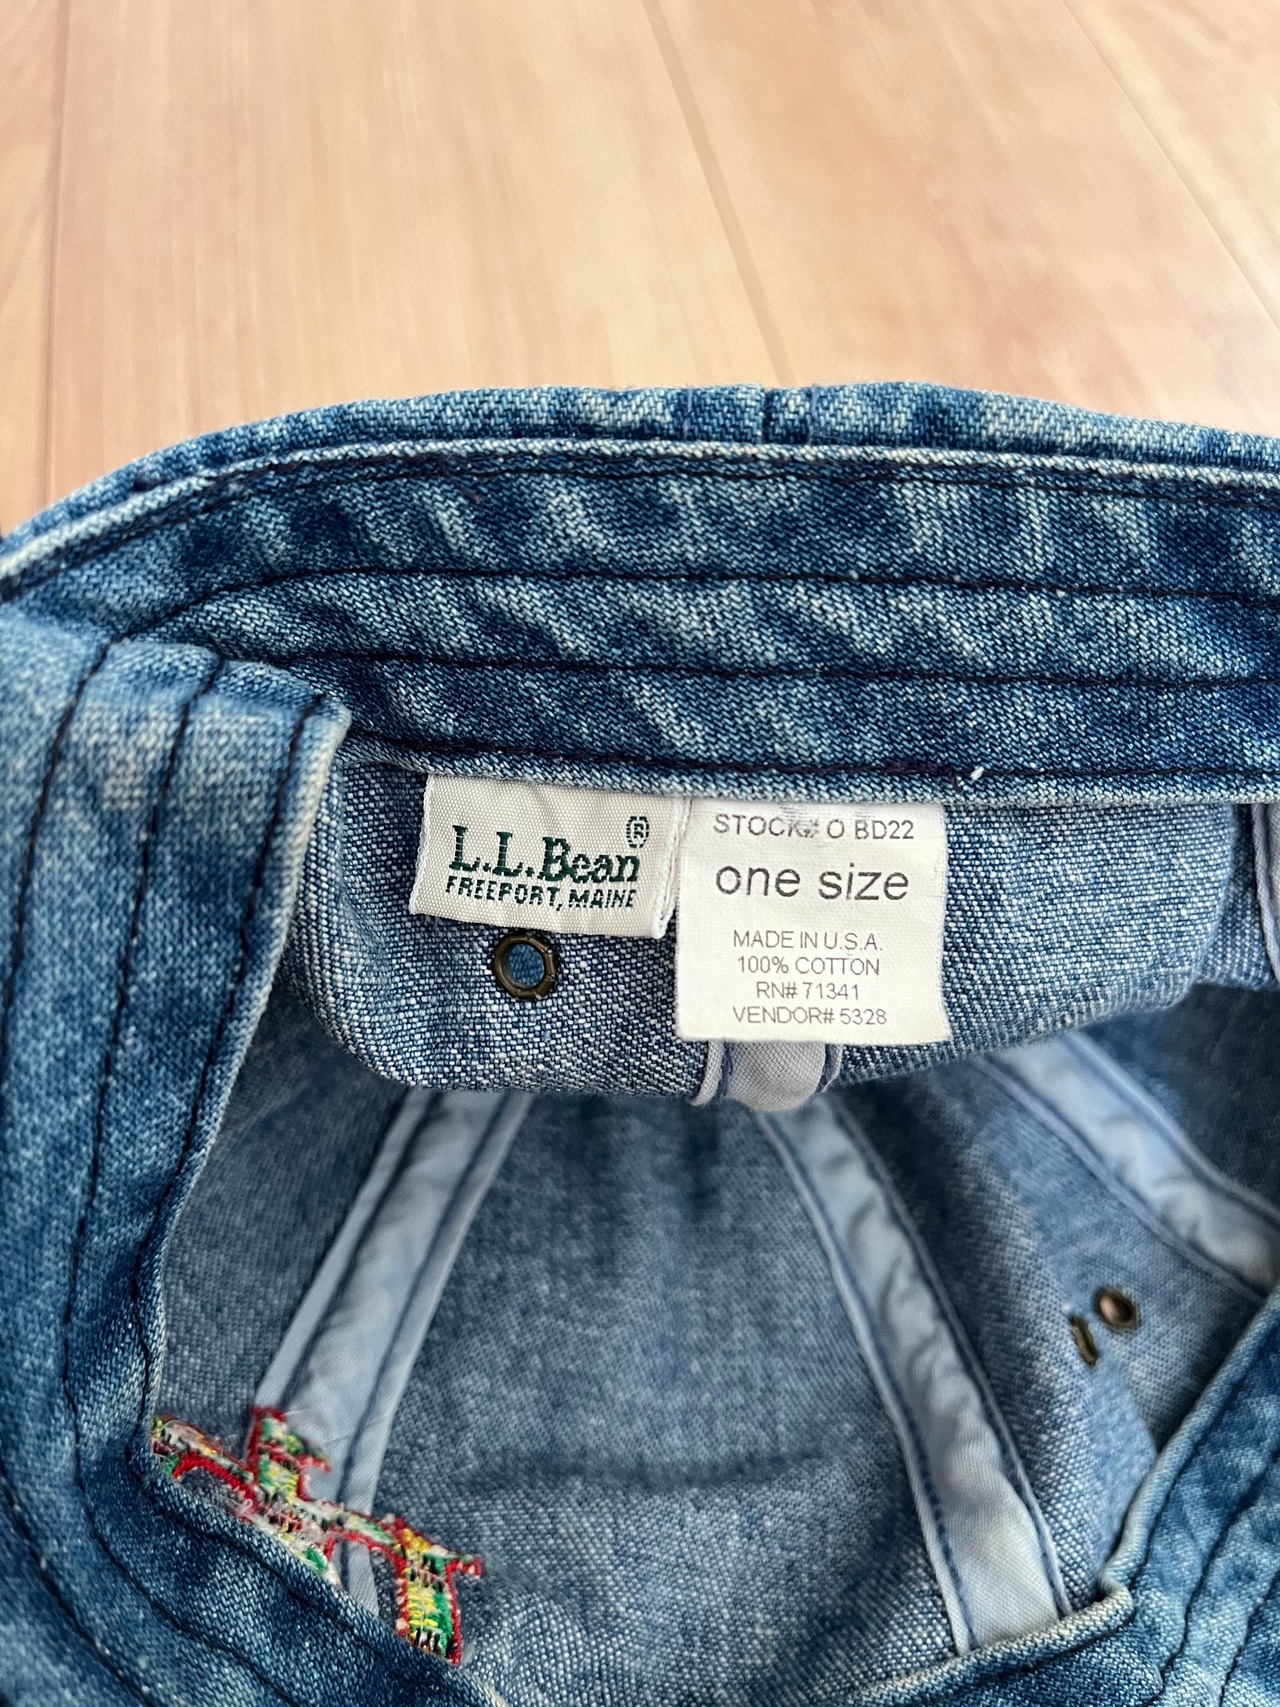 L.L.Bean®
FREEPORT, MAINE
STOCK# O BD22
one size
MADE IN U.S.A.
100% COTTON
RN# 71341
VENDOR# 5328